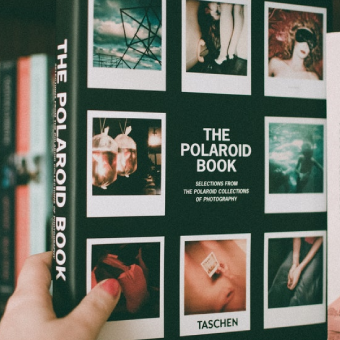 THE POLAROID BOOK
THE
POLAROID
BOOK
SELECTIONS FROM
THE POLAROID COLLECTIONS
OF PHOTOGRAPHY
TASCHEN